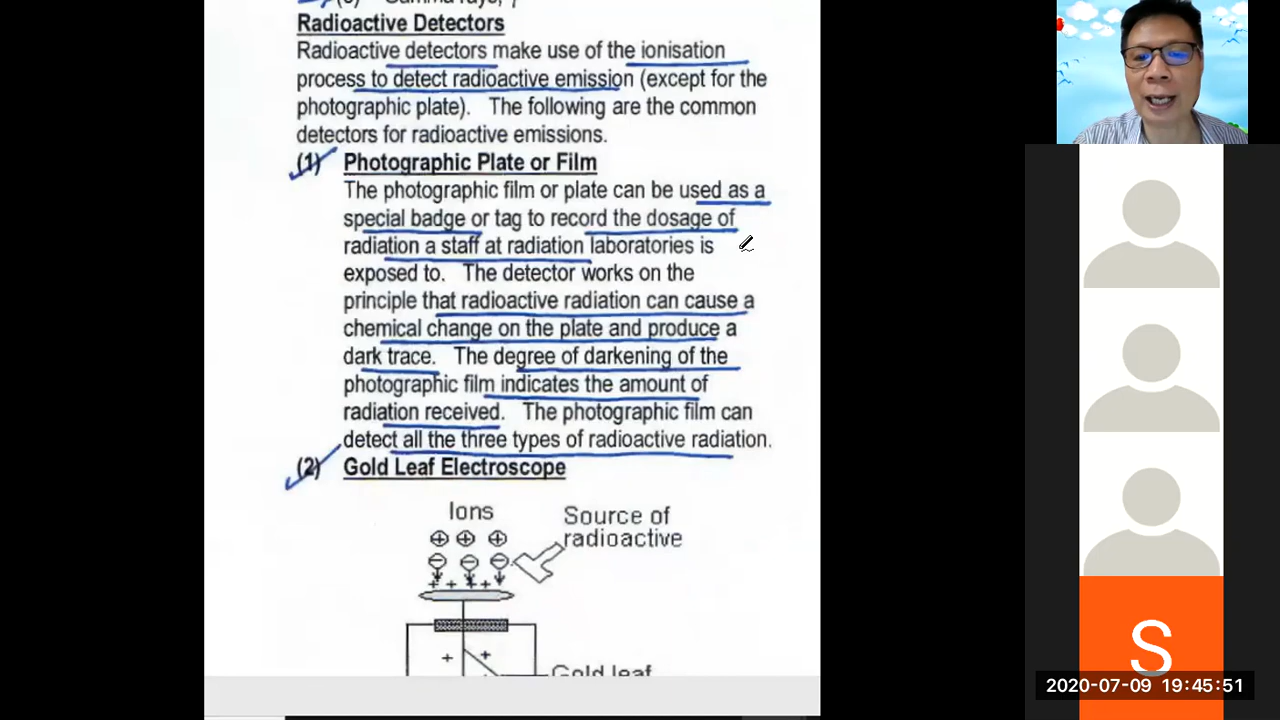 Radioactive Detectors
Radioactive detectors make use of the ionisation
process to detect radioactive emission (except for the
photographic plate). The following are the common
detectors for radioactive emissions.
(1) Photographic Plate or Film
The photographic film or plate can be used as a
special badge or tag to record the dosage of
radiation a staff at radiation laboratories is
exposed to. The detector works on the
principle that radioactive radiation can cause a
chemical change on the plate and produce a
dark trace. The degree of darkening of the
photographic film indicates the amount of
radiation received. The photographic film can
detect all the three types of radioactive radiation.
(2) Gold Leaf Electroscope
Ions
Source of
radioactive
Gold leaf
S
2020-07-09 19:45:51